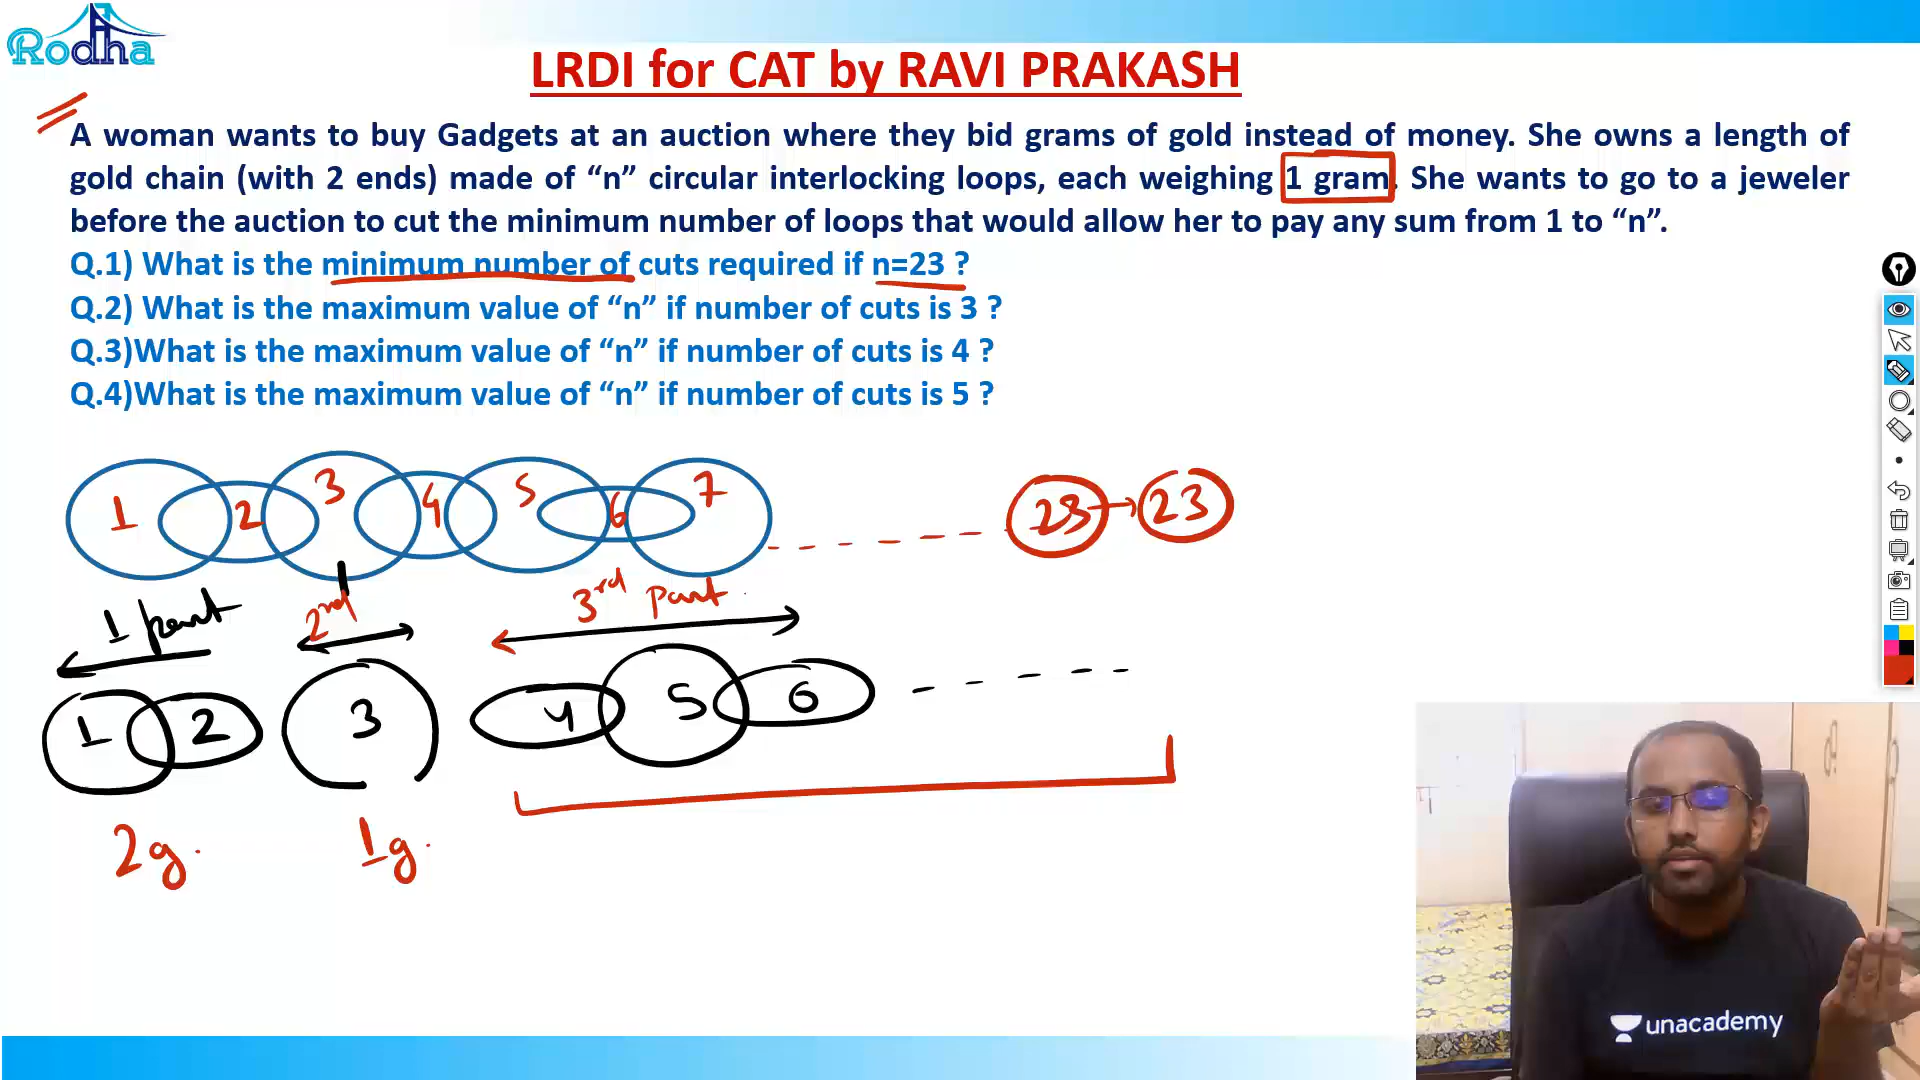 Rodha
LRDI for CAT by RAVI PRAKASH
A woman wants to buy Gadgets at an auction where they bid grams of gold instead of money. She owns a length of
gold chain (with 2 ends) made of “n” circular interlocking loops, each weighing 1 gram. She wants to go to a jeweler
before the auction to cut the minimum number of loops that would allow her to pay any sum from 1 to “n”.
Q.1) What is the minimum number of cuts required if n=23 ?
Q.2) What is the maximum value of “n” if number of cuts is 3 ?
Q.3)What is the maximum value of “n” if number of cuts is 4 ?
Q.4)What is the maximum value of “n” if number of cuts is 5 ?
1 2 3 4 5 6 7 23 23
1 part 2nd 3rd part
1 2 3 4 5 6
2g. 1g.
unacademy